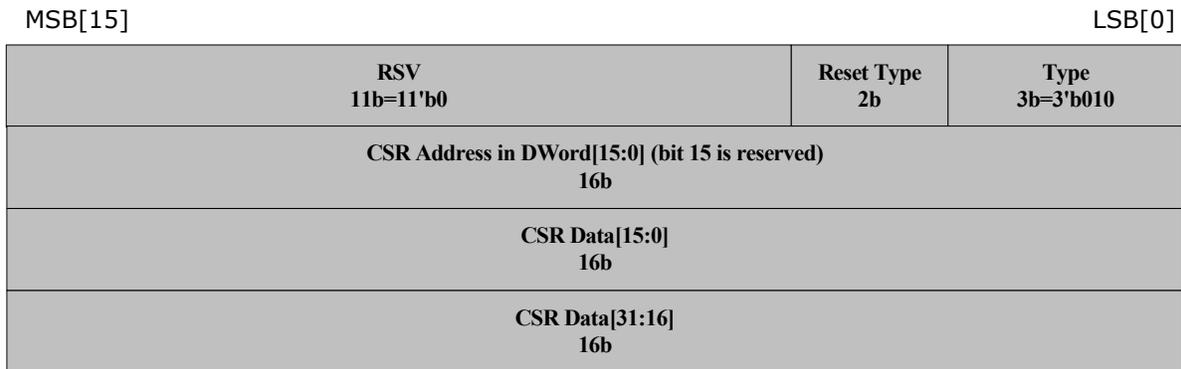 MSB[15] LSB[0]
RSV Reset Type Type
11b=11'b0 2b 3b=3'b010
CSR Address in DWord[15:0] (bit 15 is reserved)
16b
CSR Data[15:0]
16b
CSR Data[31:16]
16b